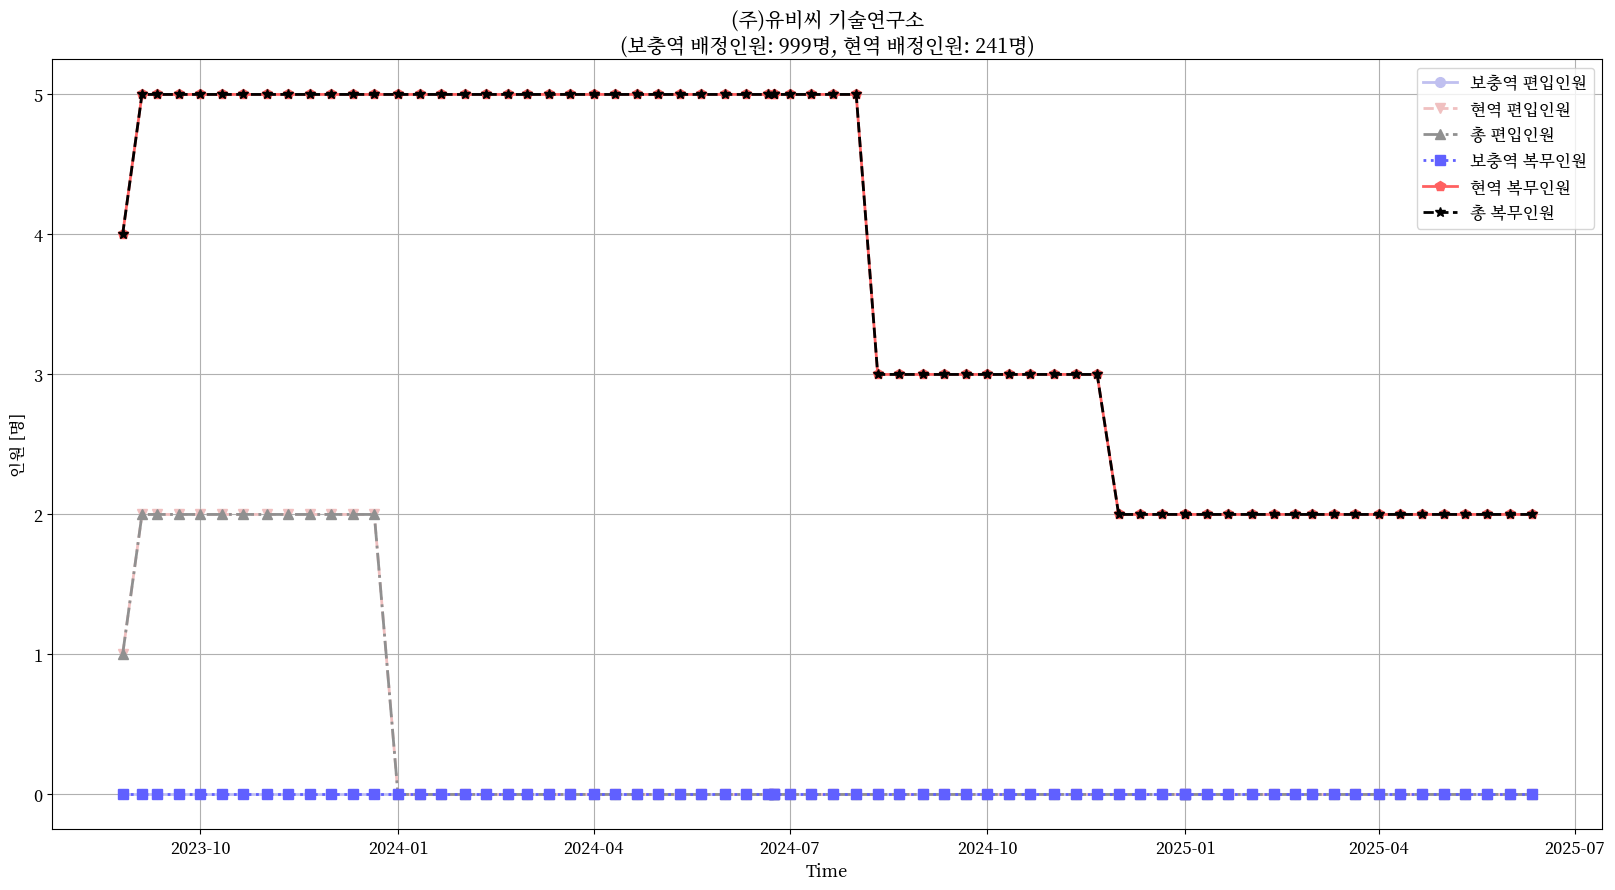 (주)유비씨 기술연구소
(보충역 배정인원: 999명, 현역 배정인원: 241명)
보충역 편입인원
현역 편입인원
총 편입인원
보충역 복무인원
현역 복무인원
총 복무인원
인원 [명]
5
4
3
2
1
0
2023-10
2024-01
2024-04
2024-07
2024-10
2025-01
2025-04
2025-07
Time